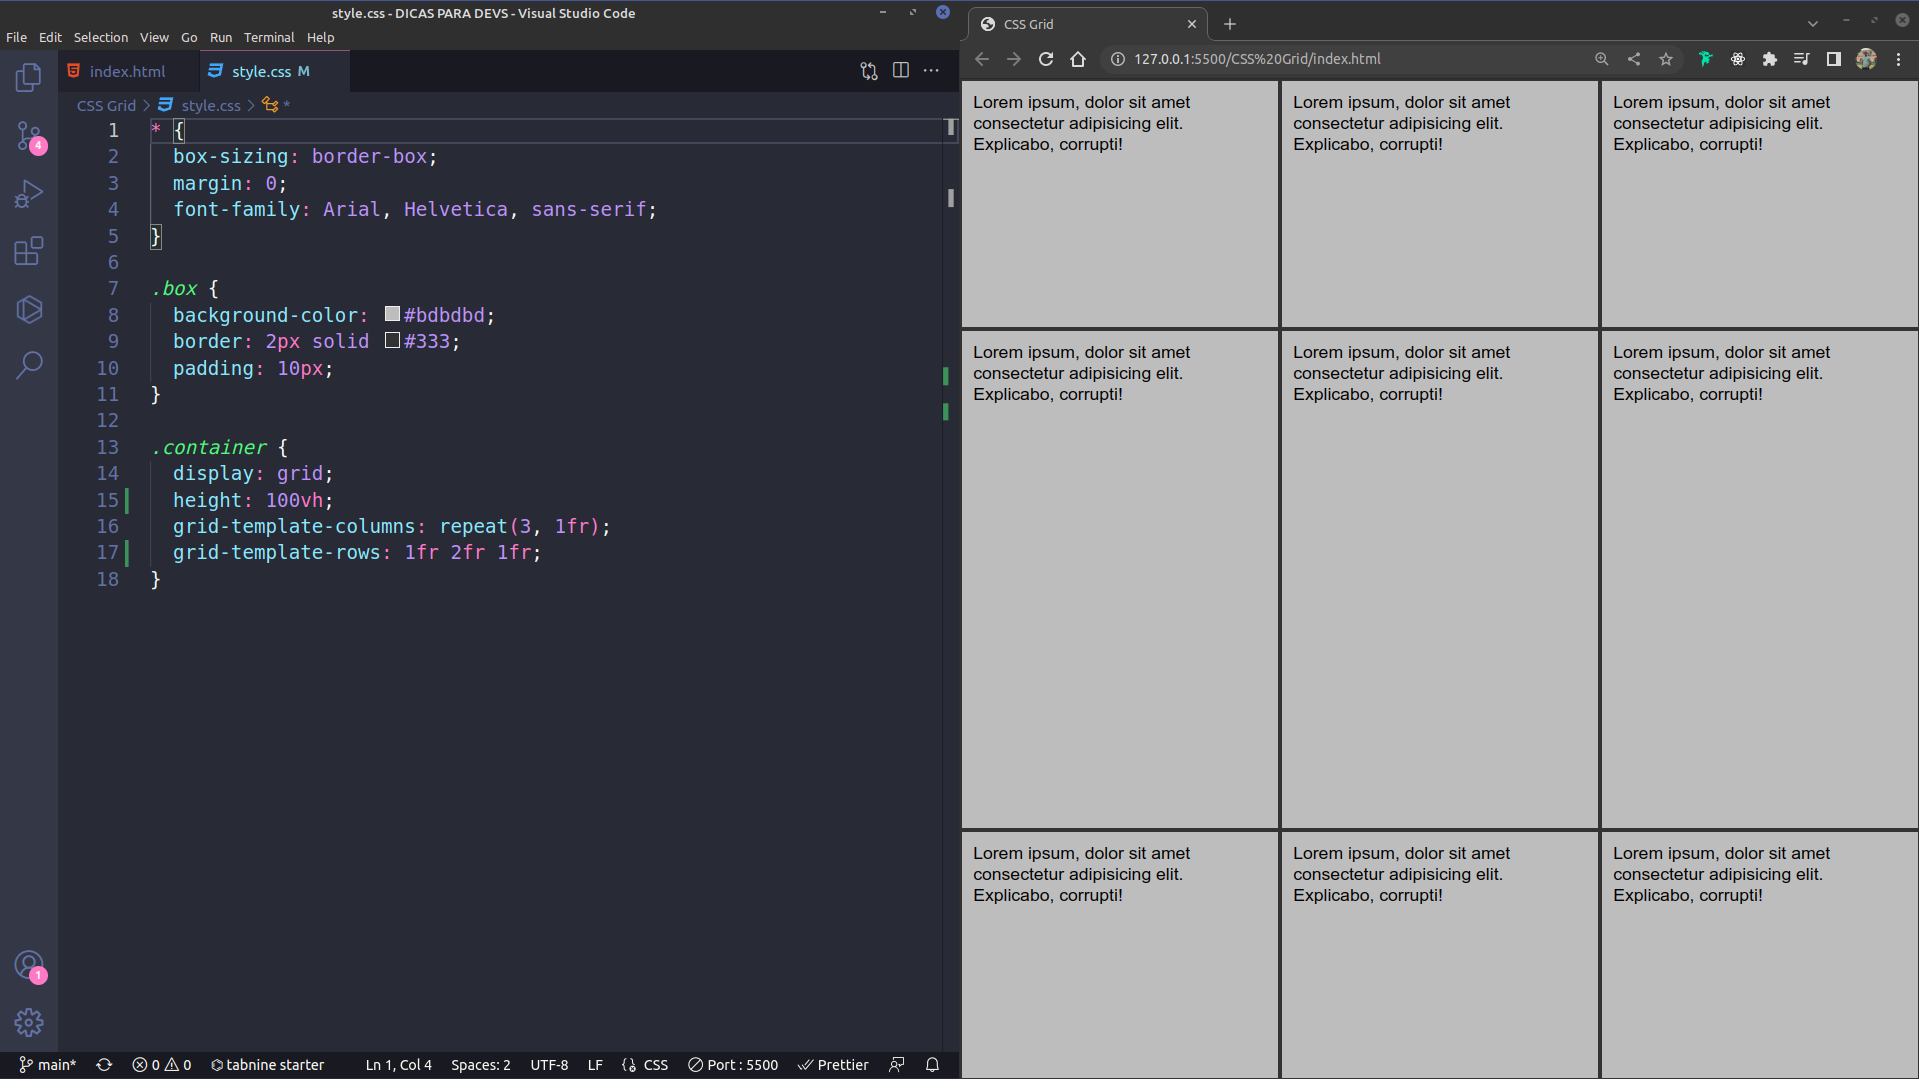 style.css - DICAS PARA DEVS - Visual Studio Code
File Edit Selection View Go Run Terminal Help
index.html
style.css M
CSS Grid > style.css > *
1 * {
2 box-sizing: border-box;
3 margin: 0;
4 font-family: Arial, Helvetica, sans-serif;
5 }
6
7 .box {
8 background-color: #bdbdbd;
9 border: 2px solid #333;
10 padding: 10px;
11 }
12
13 .container {
14 display: grid;
15 height: 100vh;
16 grid-template-columns: repeat(3, 1fr);
17 grid-template-rows: 1fr 2fr 1fr;
18 }
4
1
main* 0 0 tabnine starter Ln 1, Col 4 Spaces: 2 UTF-8 LF CSS Port : 5500 Prettier
CSS Grid
127.0.0.1:5500/CSS%20Grid/index.html
Lorem ipsum, dolor sit amet
consectetur adipisicing elit.
Explicabo, corrupti!
Lorem ipsum, dolor sit amet
consectetur adipisicing elit.
Explicabo, corrupti!
Lorem ipsum, dolor sit amet
consectetur adipisicing elit.
Explicabo, corrupti!
Lorem ipsum, dolor sit amet
consectetur adipisicing elit.
Explicabo, corrupti!
Lorem ipsum, dolor sit amet
consectetur adipisicing elit.
Explicabo, corrupti!
Lorem ipsum, dolor sit amet
consectetur adipisicing elit.
Explicabo, corrupti!
Lorem ipsum, dolor sit amet
consectetur adipisicing elit.
Explicabo, corrupti!
Lorem ipsum, dolor sit amet
consectetur adipisicing elit.
Explicabo, corrupti!
Lorem ipsum, dolor sit amet
consectetur adipisicing elit.
Explicabo, corrupti!